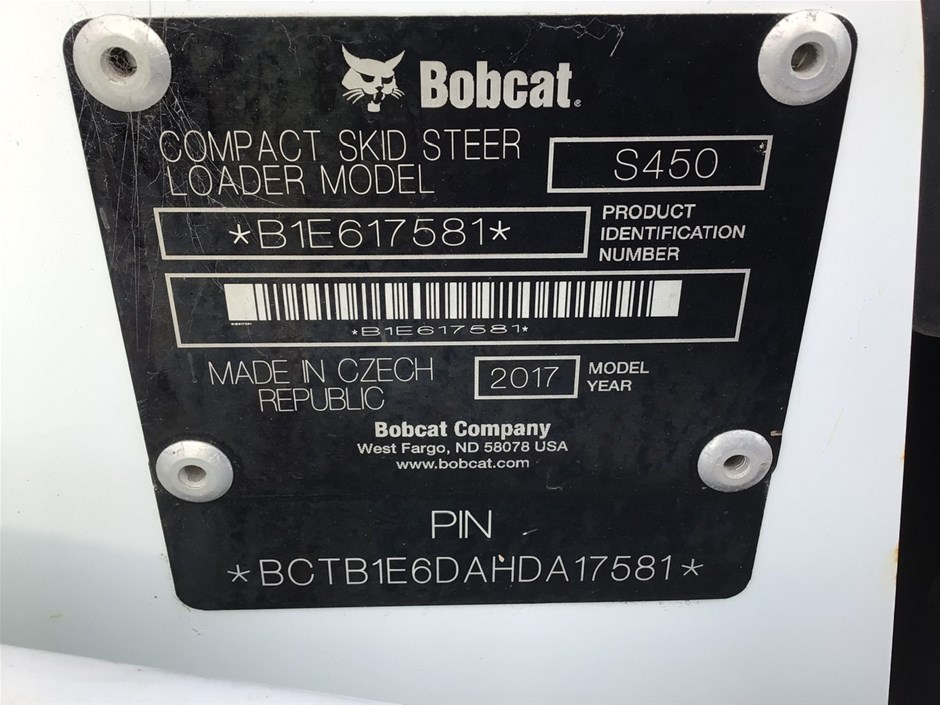 Bobcat.
COMPACT SKID STEER
LOADER MODEL
S450
*B1E617581*
PRODUCT
IDENTIFICATION
NUMBER
*B1E617581*
MADE IN CZECH
REPUBLIC
2017
MODEL
YEAR
Bobcat Company
West Fargo, ND 58078 USA
www.bobcat.com
PIN
*BCTB1E6DAHDA17581*